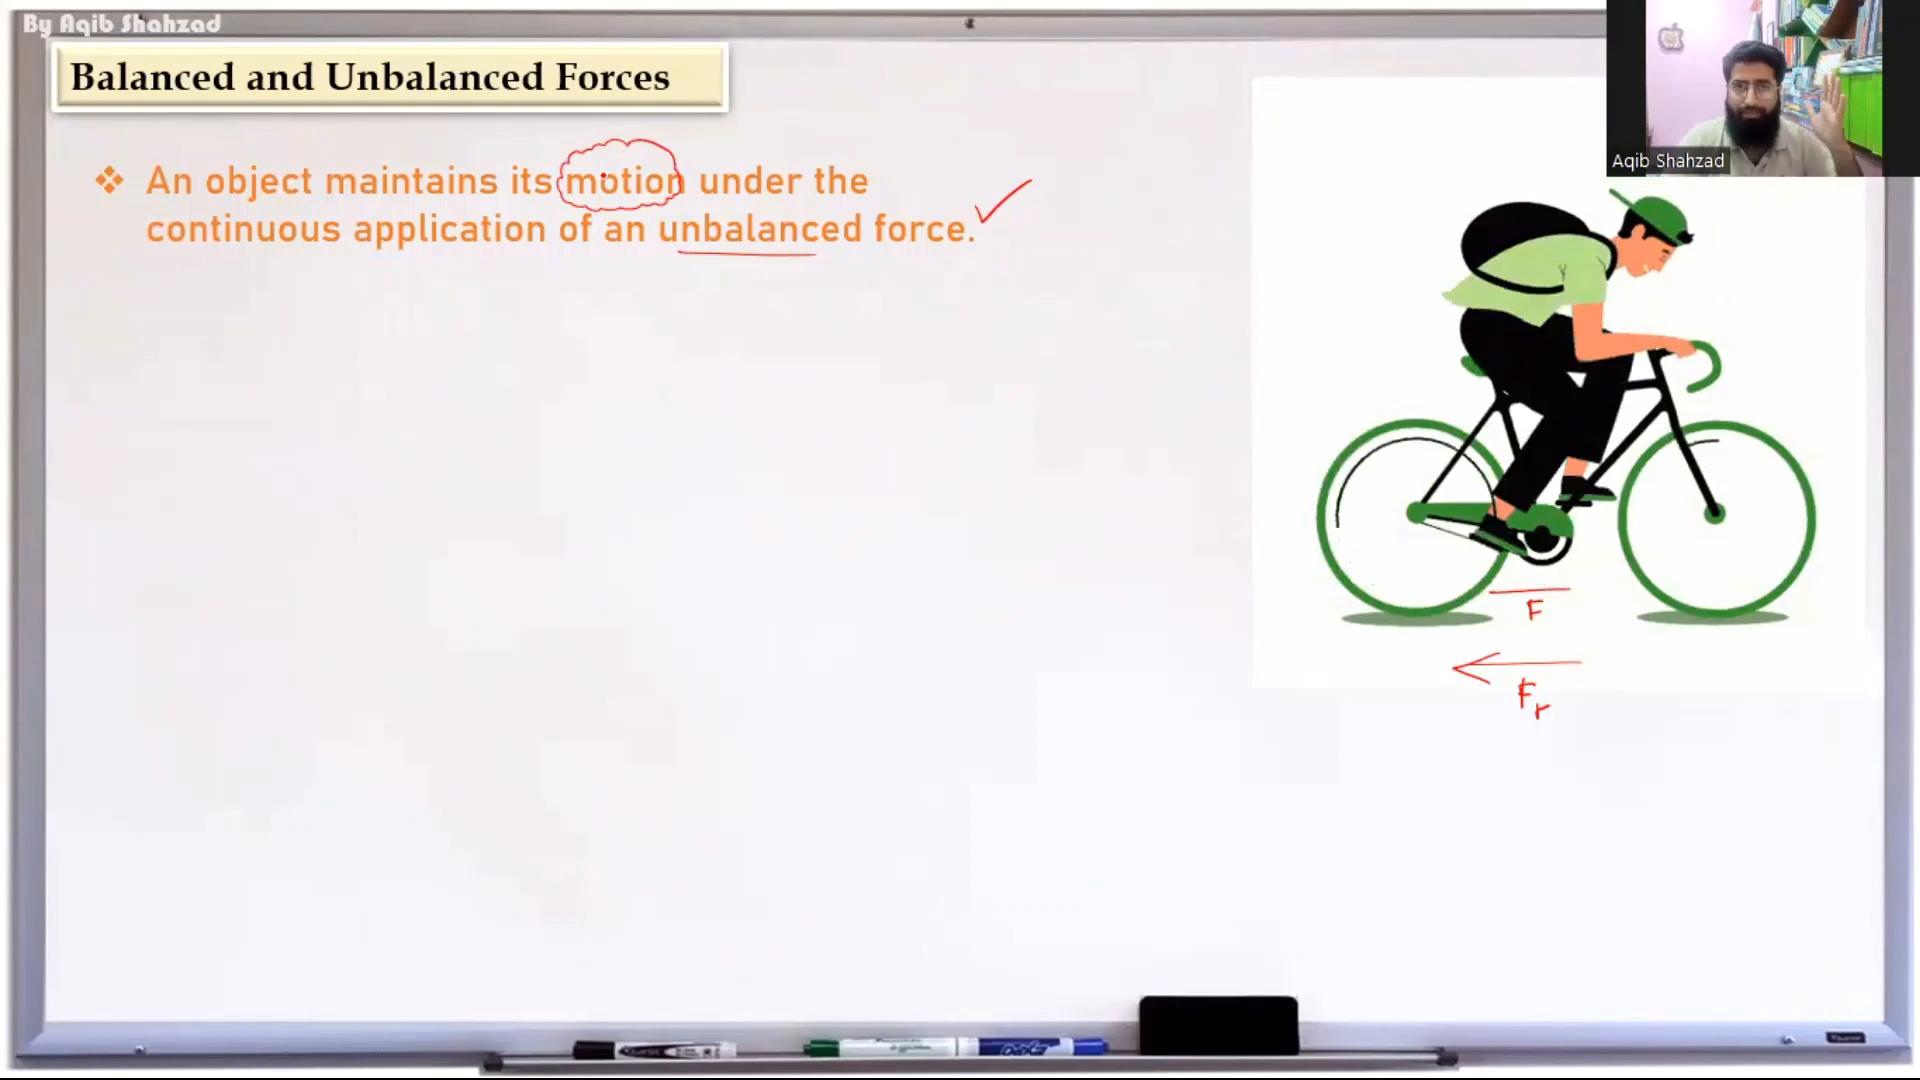 By Aqib Shahzad
Balanced and Unbalanced Forces
Aqib Shahzad
❖ An object maintains its motion under the
continuous application of an unbalanced force.
F
Fr